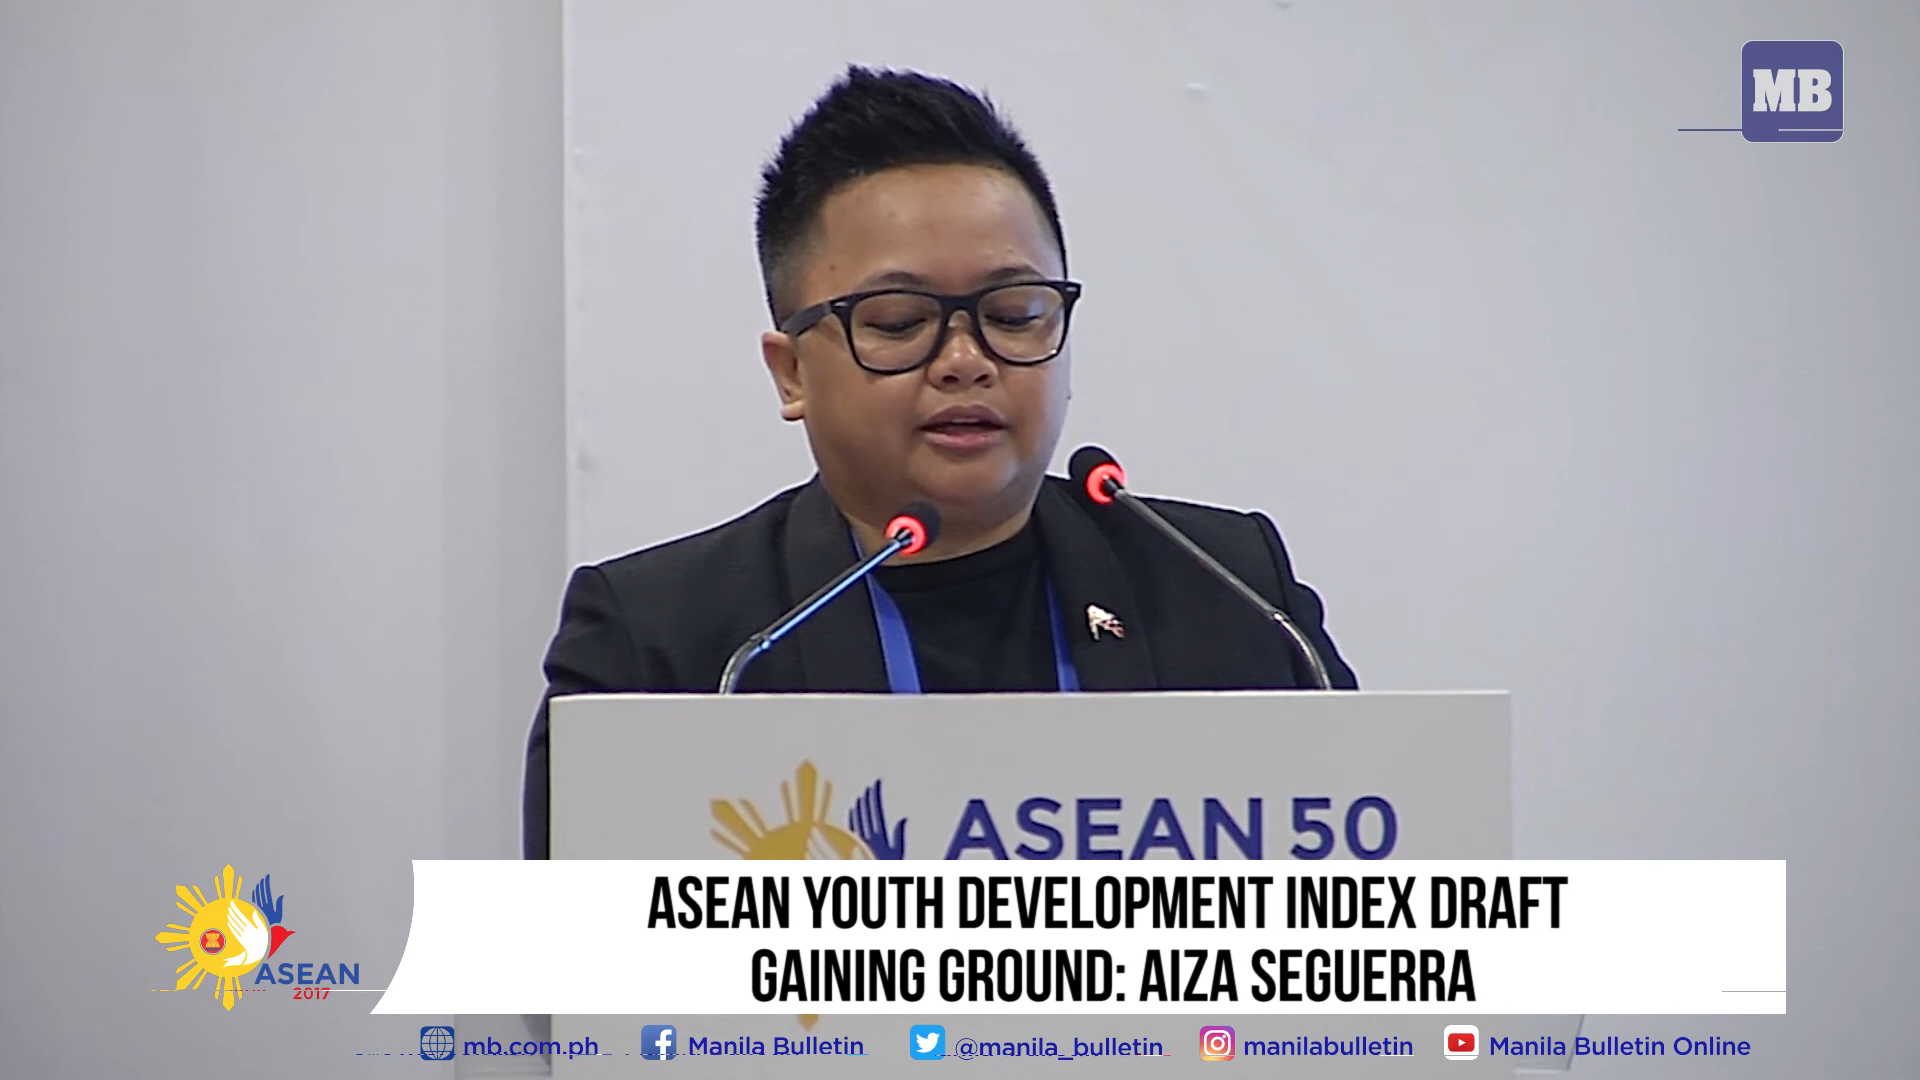 MB
ASEAN 50
ASEAN YOUTH DEVELOPMENT INDEX DRAFT
GAINING GROUND: AIZA SEGUERRA
ASEAN
2017
mb.com.ph
Manila Bulletin
@manila_bulletin
manilabulletin
Manila Bulletin Online